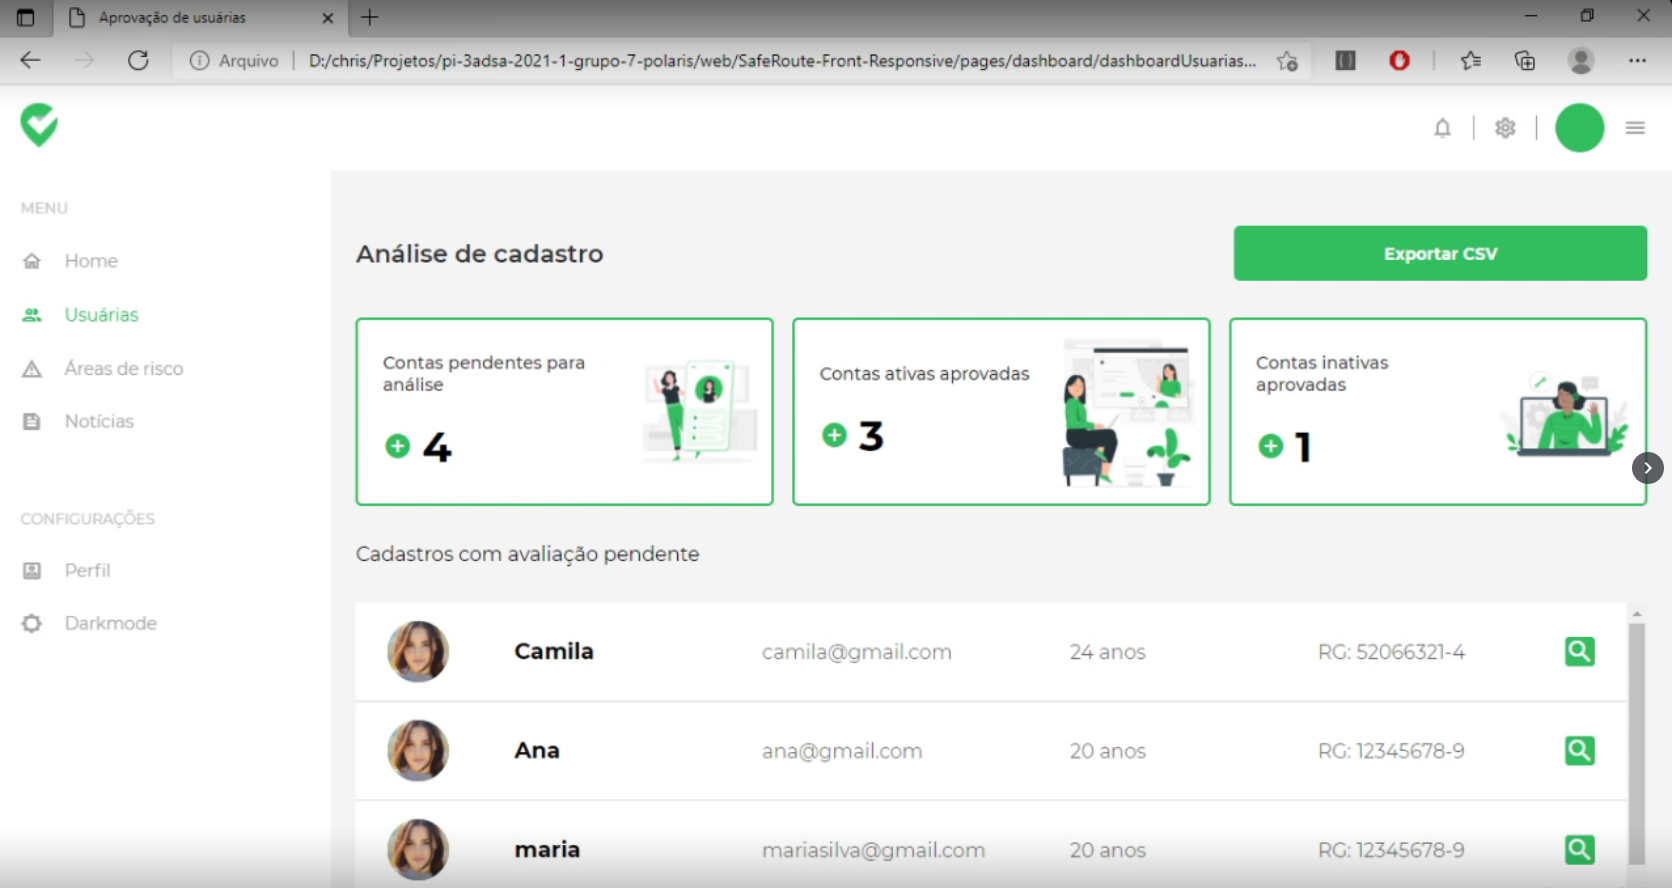 Aprovação de usuárias
Arquivo
D:/chris/Projetos/pi-3adsa-2021-1-grupo-7-polaris/web/SafeRoute-Front-Responsive/pages/dashboard/dashboardUsuarias...
MENU
Home
Usuárias
Áreas de risco
Notícias
CONFIGURAÇÕES
Perfil
Darkmode
Análise de cadastro
Exportar CSV
Contas pendentes para
análise
4
Contas ativas aprovadas
3
Contas inativas
aprovadas
1
Cadastros com avaliação pendente
Camila camila@gmail.com 24 anos RG: 52066321-4
Ana ana@gmail.com 20 anos RG: 12345678-9
maria mariasilva@gmail.com 20 anos RG: 12345678-9